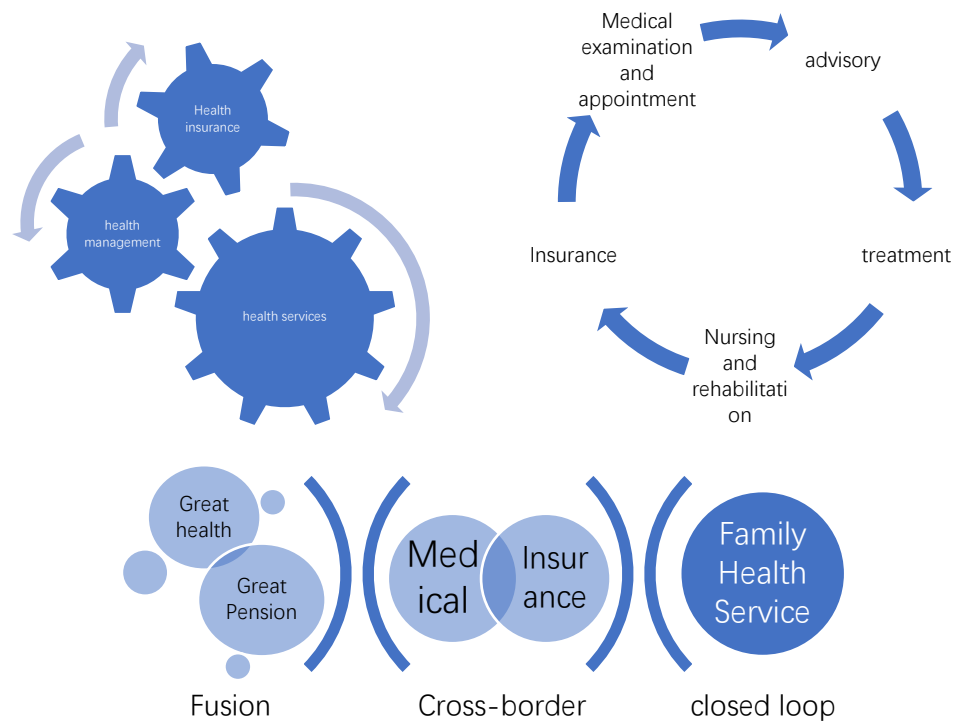 Health
insurance
health
management
health services
Medical
examination
and
appointment
advisory
treatment
Nursing
and
rehabilitati
on
Insurance
Great
health
Great
Pension
Med
ical
Insur
ance
Family
Health
Service
Fusion
Cross-border
closed loop